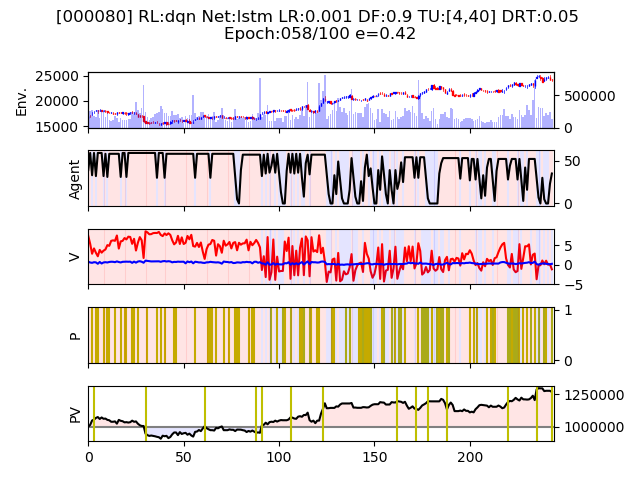 [000080] RL:dqn Net:lstm LR:0.001 DF:0.9 TU:[4,40] DRT:0.05
Epoch:058/100 e=0.42
Env.
25000
20000
15000
500000
0
Agent
50
0
V
5
0
−5
P
1
0
PV
1250000
1000000
0 50 100 150 200